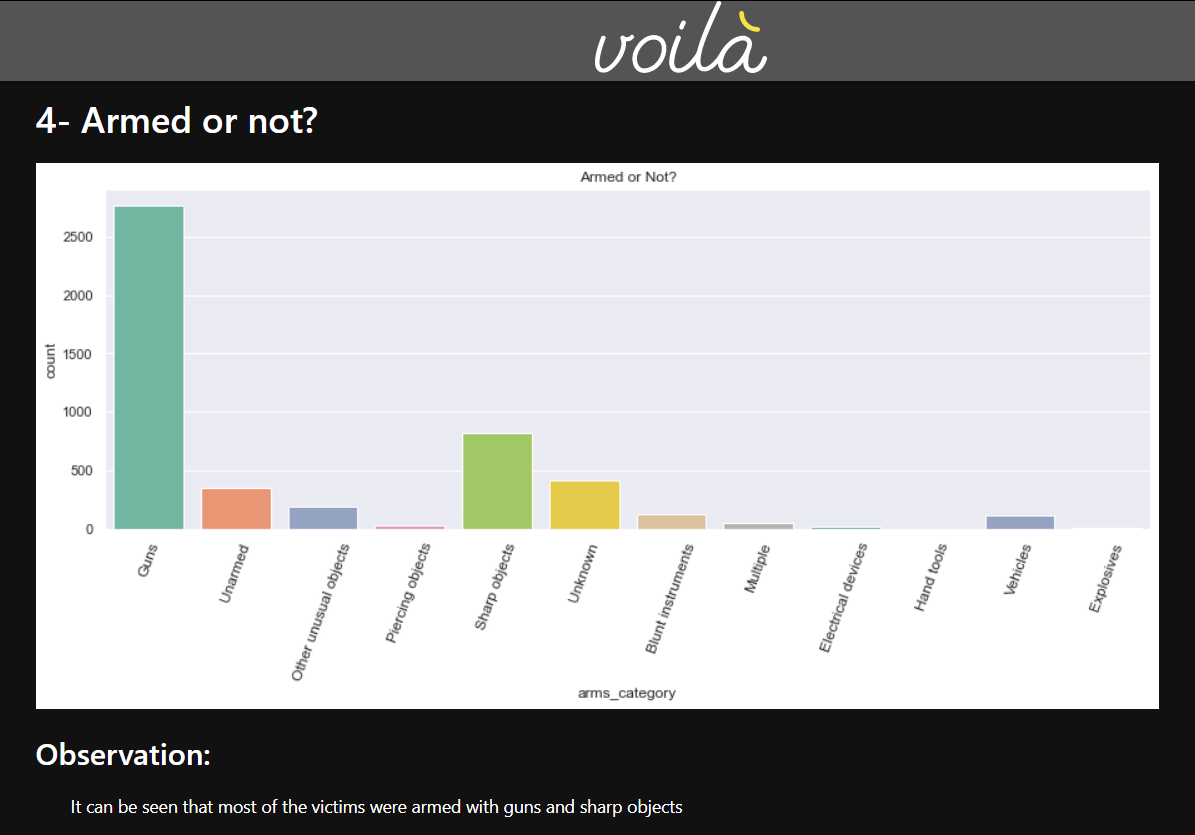 voilà
4- Armed or not?
Armed or Not?
2500
2000
1500
1000
500
0
count
Guns
Unarmed
Other unusual objects
Piercing objects
Sharp objects
Unknown
Blunt instruments
Multiple
Electrical devices
Hand tools
Vehicles
Explosives
arms_category
Observation:
It can be seen that most of the victims were armed with guns and sharp objects